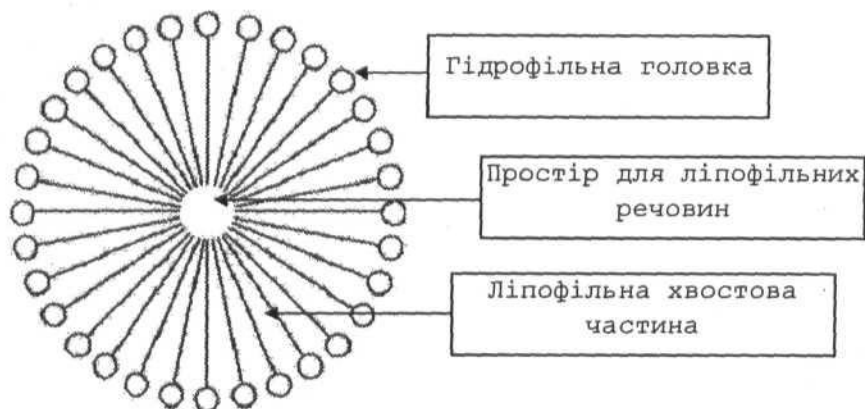 Гідрофільна головка
Простір для ліпофільних
речовин
Ліпофільна хвостова
частина